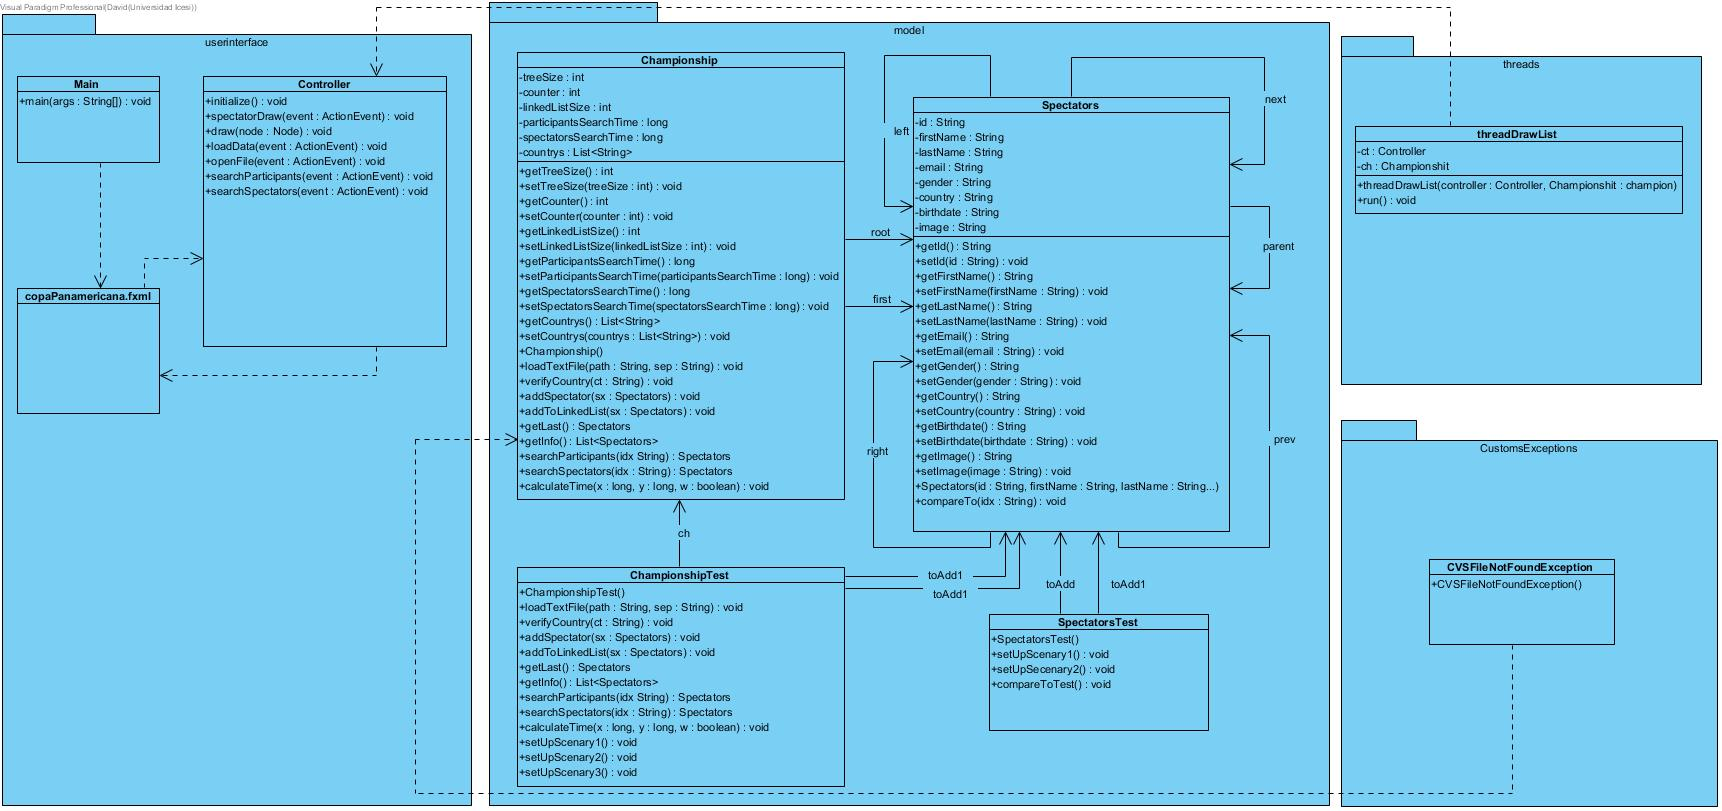 Visual Paradigm Professional(David(Universidad Icesi))
userinterface
Main
+main(args : String[]) : void
Controller
+initialize() : void
+spectatorDraw(event : ActionEvent) : void
+draw(node : Node) : void
+loadData(event : ActionEvent) : void
+openFile(event : ActionEvent) : void
+searchParticipants(event : ActionEvent) : void
+searchSpectators(event : ActionEvent) : void
copaPanamericana.fxml
model
Championship
-treeSize : int
-counter : int
-linkedListSize : int
-participantsSearchTime : long
-spectatorsSearchTime : long
-countrys : List<String>
+getTreeSize() : int
+setTreeSize(treeSize : int) : void
+getCounter() : int
+setCounter(counter : int) : void
+getLinkedListSize() : int
+setLinkedListSize(linkedListSize : int) : void
+getParticipantsSearchTime() : long
+setParticipantsSearchTime(participantsSearchTime : long) : void
+getSpectatorsSearchTime() : long
+setSpectatorsSearchTime(spectatorsSearchTime : long) : void
+getCountrys() : List<String>
+setCountrys(countrys : List<String>) : void
+Championship()
+loadTextFile(path : String, sep : String) : void
+verifyCountry(ct : String) : void
+addSpectator(sx : Spectators) : void
+addToLinkedList(sx : Spectators) : void
+getLast() : Spectators
+getInfo() : List<Spectators>
+searchParticipants(idx String) : Spectators
+searchSpectators(idx : String) : Spectators
+calculateTime(x : long, y : long, w : boolean) : void
ch
ChampionshipTest
+ChampionshipTest()
+loadTextFile(path : String, sep : String) : void
+verifyCountry(ct : String) : void
+addSpectator(sx : Spectators) : void
+addToLinkedList(sx : Spectators) : void
+getLast() : Spectators
+getInfo() : List<Spectators>
+searchParticipants(idx String) : Spectators
+searchSpectators(idx : String) : Spectators
+calculateTime(x : long, y : long, w : boolean) : void
+setUpScenary1() : void
+setUpScenary2() : void
+setUpScenary3() : void
left
root
first
right
Spectators
-id : String
-firstName : String
-lastName : String
-email : String
-gender : String
-country : String
-birthdate : String
-image : String
+getId() : String
+setId(id : String) : void
+getFirstName() : String
+setFirstName(firstName : String) : void
+getLastName() : String
+setLastName(lastName : String) : void
+getEmail() : String
+setEmail(email : String) : void
+getGender() : String
+setGender(gender : String) : void
+getCountry() : String
+setCountry(country : String) : void
+getBirthdate() : String
+setBirthdate(birthdate : String) : void
+getImage() : String
+setImage(image : String) : void
+Spectators(id : String, firstName : String, lastName : String...)
+compareTo(idx : String) : void
next
parent
prev
toAdd1
toAdd1
toAdd
toAdd1
SpectatorsTest
+SpectatorsTest()
+setUpScenary1() : void
+setUpSecenary2() : void
+compareToTest() : void
threads
threadDrawList
-ct : Controller
-ch : Championshit
+threadDrawList(controller : Controller, Championshit : champion)
+run() : void
CustomsExceptions
CVSFileNotFoundException
+CVSFileNotFoundException()